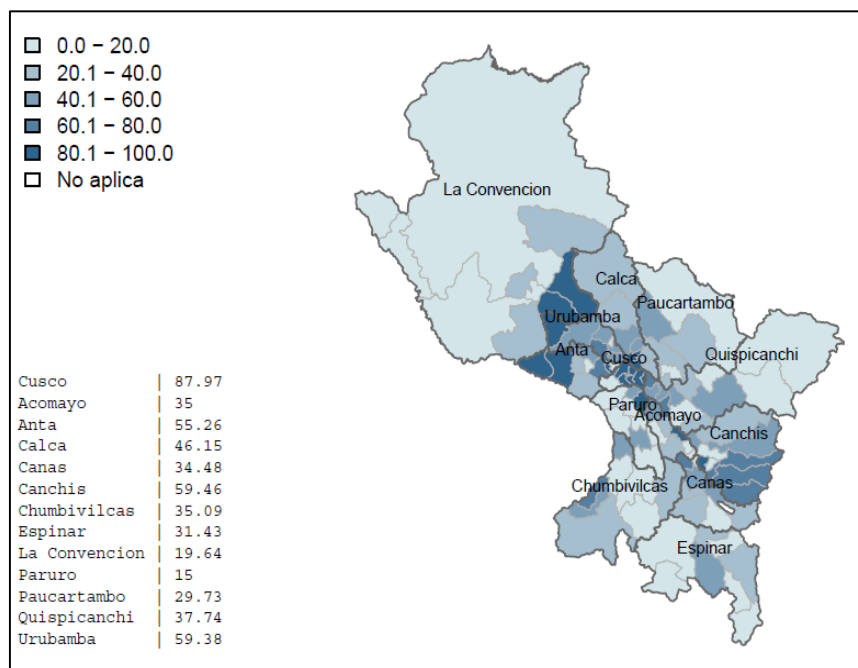 0.0 − 20.0
20.1 − 40.0
40.1 − 60.0
60.1 − 80.0
80.1 − 100.0
No aplica
La Convencion
Calca
Paucartambo
Urubamba
Anta
Cusco
Quispicanchi
Paruro
Acomayo
Canchis
Chumbivilcas
Canas
Espinar
Cusco | 87.97
Acomayo | 35
Anta | 55.26
Calca | 46.15
Canas | 34.48
Canchis | 59.46
Chumbivilcas | 35.09
Espinar | 31.43
La Convencion | 19.64
Paruro | 15
Paucartambo | 29.73
Quispicanchi | 37.74
Urubamba | 59.38